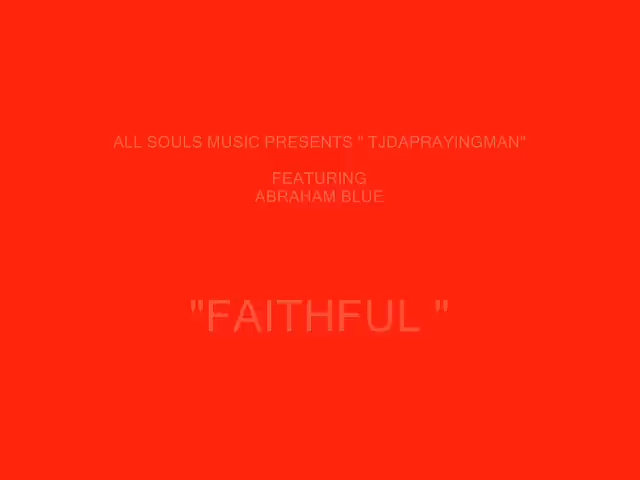 ALL SOULS MUSIC PRESENTS " TJDAPRAYINGMAN"
FEATURING
ABRAHAM BLUE
"FAITHFUL "